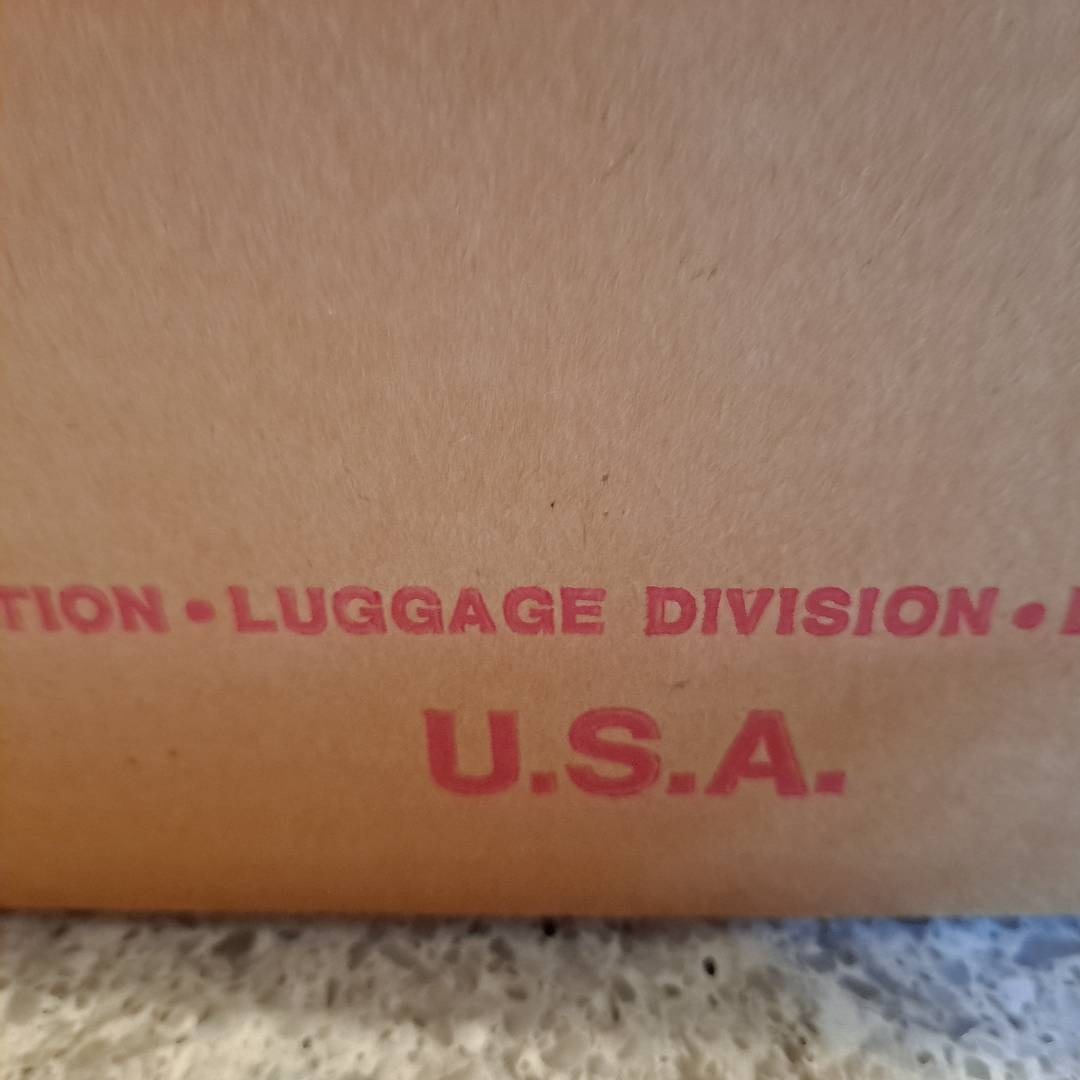 TION • LUGGAGE DIVISION •
U.S.A.